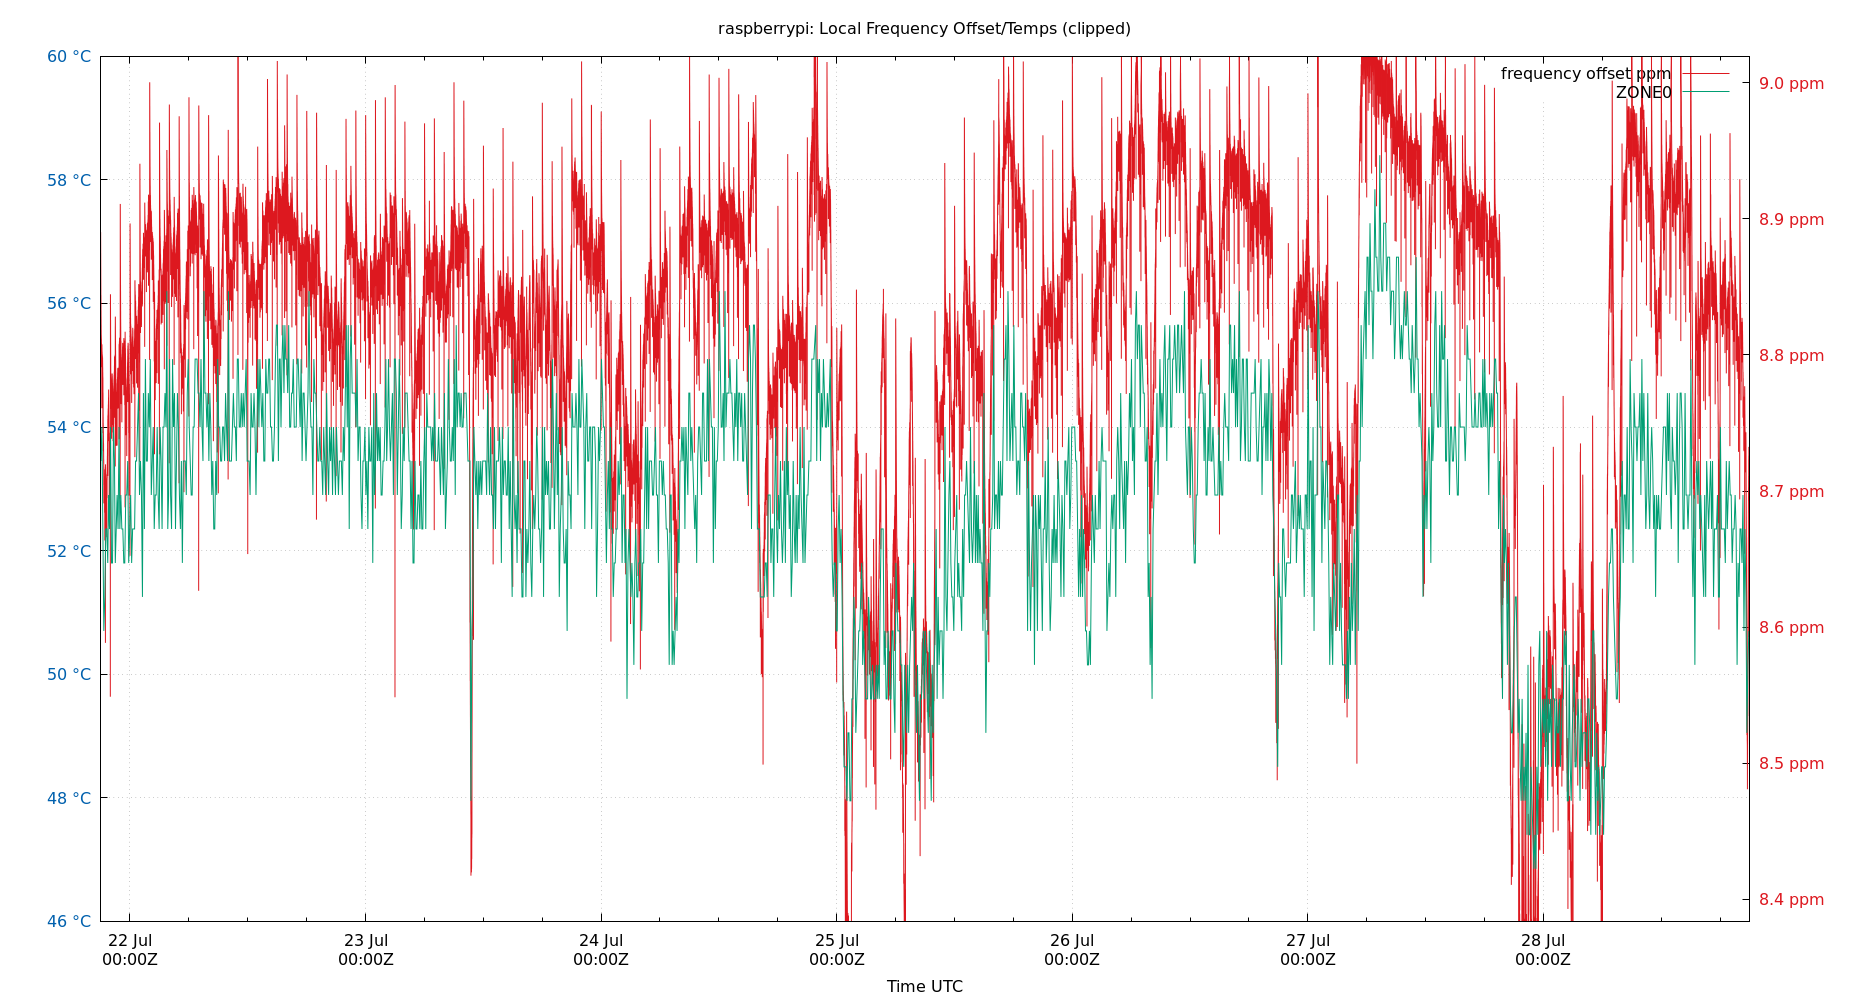 raspberrypi: Local Frequency Offset/Temps (clipped)
60 °C
58 °C
56 °C
54 °C
52 °C
50 °C
48 °C
46 °C
frequency offset ppm
ZONE0
9.0 ppm
8.9 ppm
8.8 ppm
8.7 ppm
8.6 ppm
8.5 ppm
8.4 ppm
22 Jul
00:00Z
23 Jul
00:00Z
24 Jul
00:00Z
25 Jul
00:00Z
26 Jul
00:00Z
27 Jul
00:00Z
28 Jul
00:00Z
Time UTC